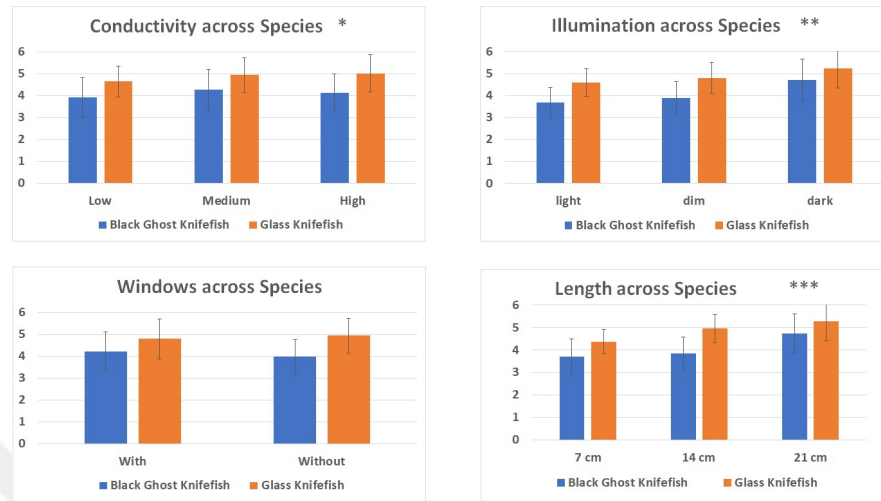 Conductivity across Species *
6
5
4
3
2
1
0
Low Medium High
Black Ghost Knifefish Glass Knifefish
Illumination across Species **
6
5
4
3
2
1
0
light dim dark
Black Ghost Knifefish Glass Knifefish
Windows across Species
6
5
4
3
2
1
0
With Without
Black Ghost Knifefish Glass Knifefish
Length across Species ***
6
5
4
3
2
1
0
7 cm 14 cm 21 cm
Black Ghost Knifefish Glass Knifefish